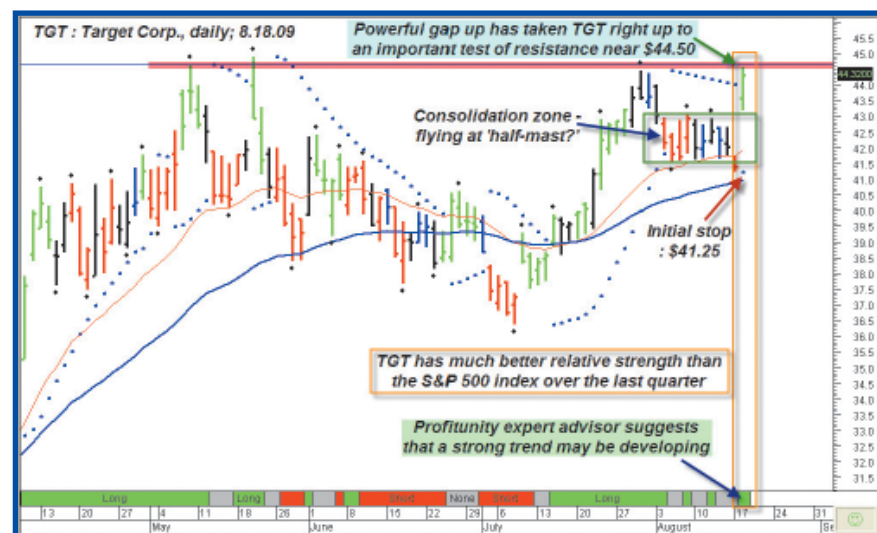 TGT : Target Corp., daily; 8.18.09
Powerful gap up has taken TGT right up to
an important test of resistance near $44.50
Consolidation zone -
flying at 'half-mast?'
Initial stop
: $41.25
TGT has much better relative strength than
the S&P 500 index over the last quarter
Profitunity expert advisor suggests
that a strong trend may be developing
45.5
45.0
44.3200
44.0
43.5
43.0
42.5
42.0
41.5
41.0
40.5
40.0
39.5
39.0
38.5
38.0
37.5
37.0
36.5
36.0
35.5
35.0
34.5
34.0
33.5
33.0
32.5
32.0
31.5
Long Long Short None Short Long
13 20 27 4 11 18 26 1 8 15 22 29 6 13 20 27 3 10 17 24 31
May June July August Se